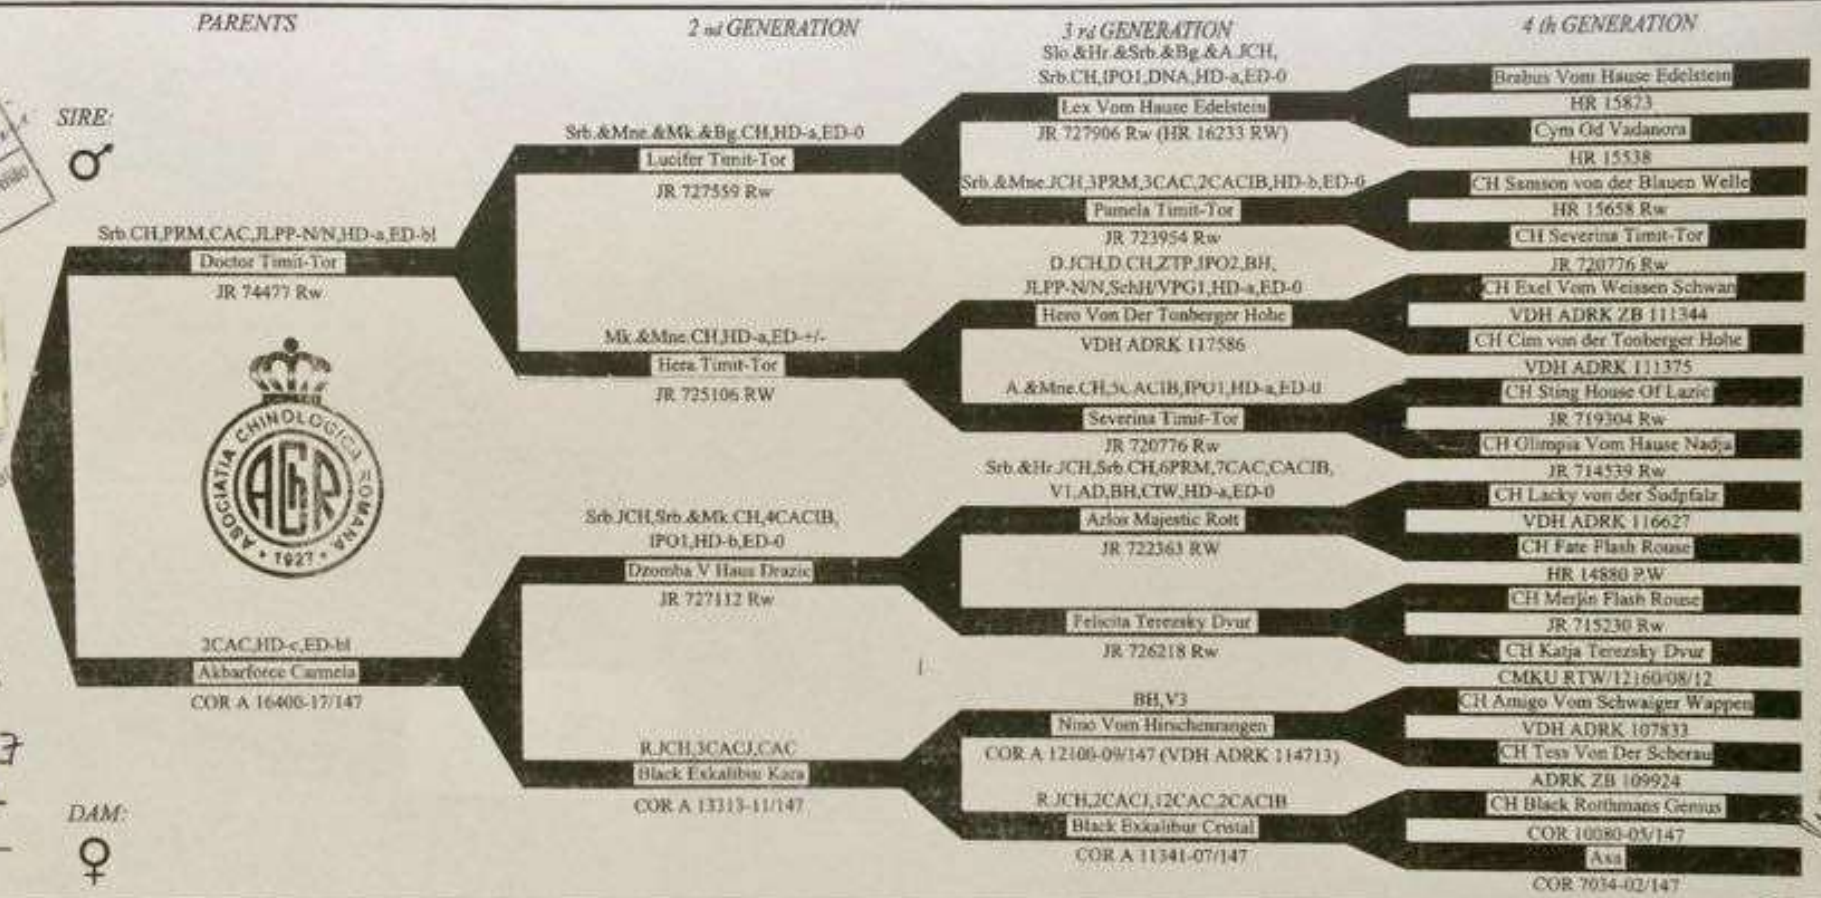 PARENTS
2 nd GENERATION
3 rd GENERATION
4 th GENERATION
SIRE:
♂
Srb.CH,PRM,CAC,JLPP-N/N,HD-a,ED-bl
Doctor Timit-Tor
JR 74477 Rw
ASOCIATIA CHINOLOGICA ROMANA
AChR
* 1927 *
2CAC,HD-c,ED-bl
Akbarforce Carmela
COR A 16400-17/147
DAM:
♀
Srb.&Mne.&Mk.&Bg.CH,HD-a,ED-0
Lucifer Timit-Tor
JR 727559 Rw
Mk.&Mne.CH,HD-a,ED-+/-
Hera Timit-Tor
JR 725106 RW
Srb.JCH,Srb.&Mk.CH,4CACIB,
IPO1,HD-b,ED-0
Dzomba V Haus Drazic
JR 727112 Rw
R.JCH,3CACJ,CAC
Black Exkalibur Kara
COR A 13313-11/147
Slo.&Hr.&Srb.&Bg.&A.JCH,
Srb.CH,IPO1,DNA,HD-a,ED-0
Lex Vom Hause Edelstein
JR 727906 Rw (HR 16233 RW)
Srb.&Mne.JCH,3PRM,3CAC,2CACIB,HD-b,ED-0
Pamela Timit-Tor
JR 723954 Rw
D.JCH,D.CH,ZTP,IPO2,BH,
JLPP-N/N,SchH/VPG1,HD-a,ED-0
Hero Von Der Tonberger Hohe
VDH ADRK 117586
A.&Mne.CH, IPO1,HD-a,ED-0
Severina Timit-Tor
JR 720776 Rw
Srb.&Hr.JCH,Srb.CH,6PRM,7CAC,CACIB,
V1,AD,BH,CIW,HD-a,ED-0
Azlos Majestic Rott
JR 722363 RW
Felicita Terezsky Dvur
JR 726218 Rw
BH,V3
Nino Vom Hirschenrangen
COR A 12100-09/147 (VDH ADRK 114713)
R.JCH,2CACJ,12CAC,2CACIB
Black Exkalibur Cristal
COR A 11341-07/147
Brabus Vom Hause Edelstein
HR 15823
Cym Od Vadanora
HR 15538
CH Samson von der Blauen Welle
HR 15658 Rw
CH Severina Timit-Tor
JR 720776 Rw
CH Exel Vom Weissen Schwan
VDH ADRK ZB 111344
CH Cim von der Tonberger Hohe
VDH ADRK 111375
CH Sting House Of Lazic
JR 719304 Rw
CH Olimpia Vom Hause Nadja
JR 714539 Rw
CH Lacky von der Sudpfalz
VDH ADRK 116627
CH Fate Flash Rouse
HR 14880 P.W
CH Merlin Flash Rouse
JR 715230 Rw
CH Katja Terezsky Dvur
CMKU RTW/12160/08/12
CH Amigo Vom Schwaiger Wappen
VDH ADRK 107833
CH Tess Von Der Scherau
ADRK ZB 109924
CH Black Rotthmans Genius
COR 10080-05/147
Axa
COR 7034-02/147